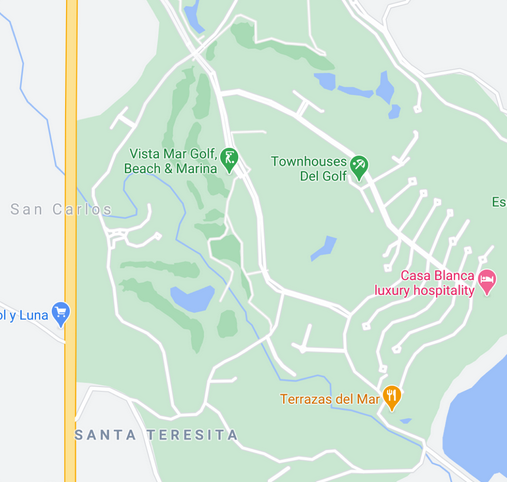 Vista Mar Golf,
Beach & Marina
Townhouses
Del Golf
San Carlos
Es
Casa Blanca
luxury hospitality
ol y Luna
Terrazas del Mar
SANTA TERESITA